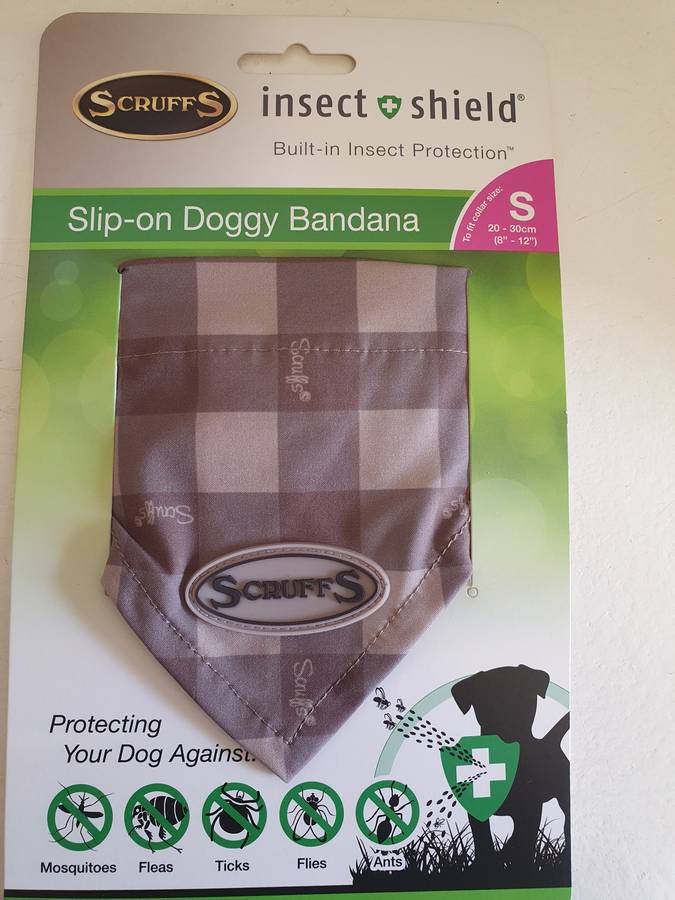 SCRUFFS
insect shield®
Built-in Insect Protection™
Slip-on Doggy Bandana
To fit collar size:
S
20 - 30cm
(8" - 12")
Scruffs®
Scruffs®
Scruffs®
SCRUFFS
Scruffs®
Protecting
Your Dog Against:
Mosquitoes Fleas Ticks Flies Ants